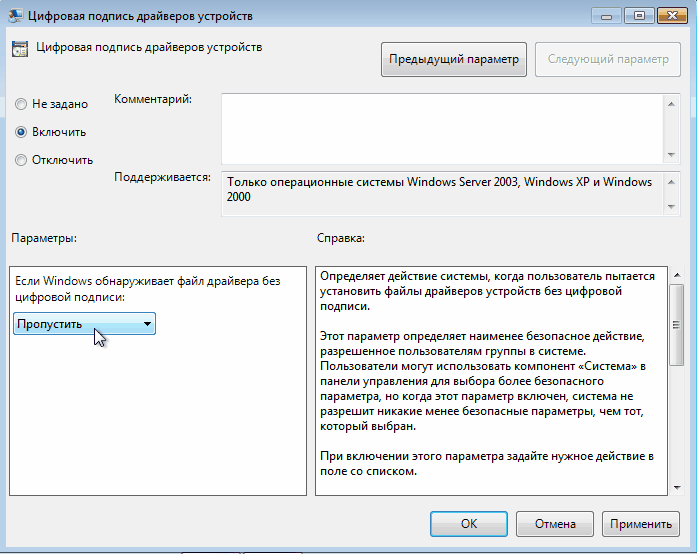 Цифровая подпись драйверов устройств
Цифровая подпись драйверов устройств
Предыдущий параметр
Следующий параметр
Не задано
Включить
Отключить
Комментарий:
Поддерживается:
Только операционные системы Windows Server 2003, Windows XP и Windows
2000
Параметры:
Справка:
Если Windows обнаруживает файл драйвера без
цифровой подписи:
Пропустить
Определяет действие системы, когда пользователь пытается
установить файлы драйверов устройств без цифровой
подписи.
Этот параметр определяет наименее безопасное действие,
разрешенное пользователям группы в системе.
Пользователи могут использовать компонент «Система» в
панели управления для выбора более безопасного
параметра, но когда этот параметр включен, система не
разрешит никакие менее безопасные параметры, чем тот,
который выбран.
При включении этого параметра задайте нужное действие в
поле со списком.
ОК
Отмена
Применить